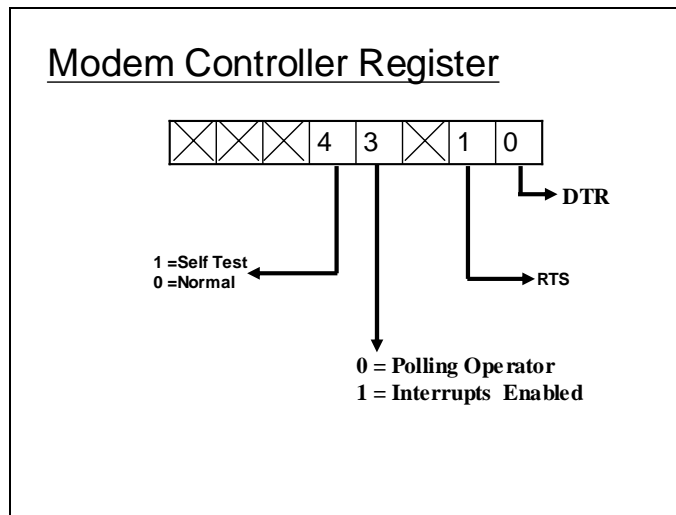 Modem Controller Register
4 3 1 0
DTR
1 =Self Test
0 =Normal
RTS
0 = Polling Operator
1 = Interrupts Enabled